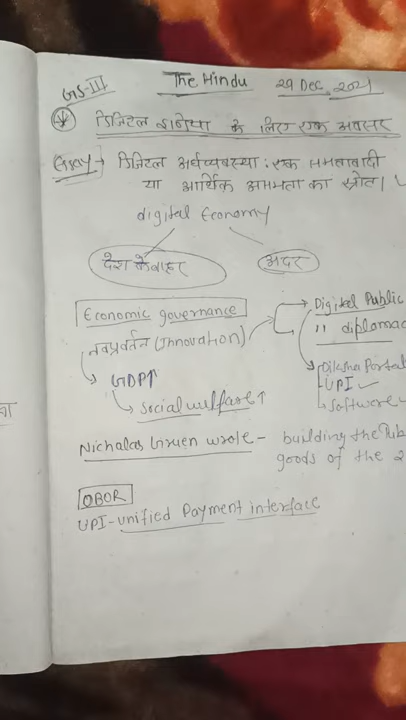 GS-III The Hindu 29 Dec. 2021
डिजिटल के लिए एक अवसर
Essay → डिजिटल अर्थव्यवस्था : एक समतावादी
या आर्थिक असमता का स्रोत।
digital Economy
देश के बाहर अंदर
Economic governance
नवप्रवर्तन (Innovation)
→ GDP↑
→ Social welfare↑
→ Digital Public
" diplomac
→ Diksha Portal
- UPI ✓
→ Software
Nicholas Gruen wrote - building the Pub
goods of the 2
OBOR
UPI-unified Payment interface